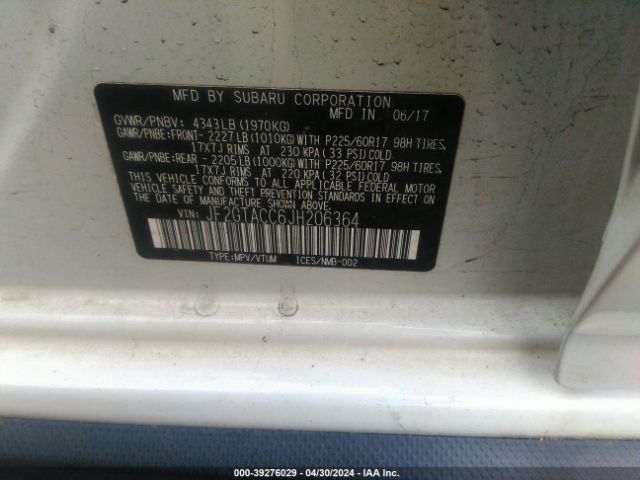 MFD BY SUBARU CORPORATION
MFD IN 06/17
GVWR/PNBV: 4343LB(1970KG)
GAWR/PNBE:FRONT- 2227LB(1010KG)WITH P225/60R17 98H TIRES,
17X7J RIMS AT 230 KPA(33 PSI)COLD
GAWR/PNBE:REAR - 2205LB(1000KG)WITH P225/60R17 98H TIRES,
17X7J RIMS AT 220 KPA(32 PSI)COLD
THIS VEHICLE CONFORMS TO ALL APPLICABLE FEDERAL MOTOR
VEHICLE SAFETY AND THEFT PREVENTION STANDARDS IN EFFECT ON
THE DATE OF MANUFACTURE SHOWN ABOVE.
VIN: JF2GTACC6JH206364
TYPE:MPV/VTUM ICES/NMB-002
000-39276029 - 04/30/2024 - IAA Inc.